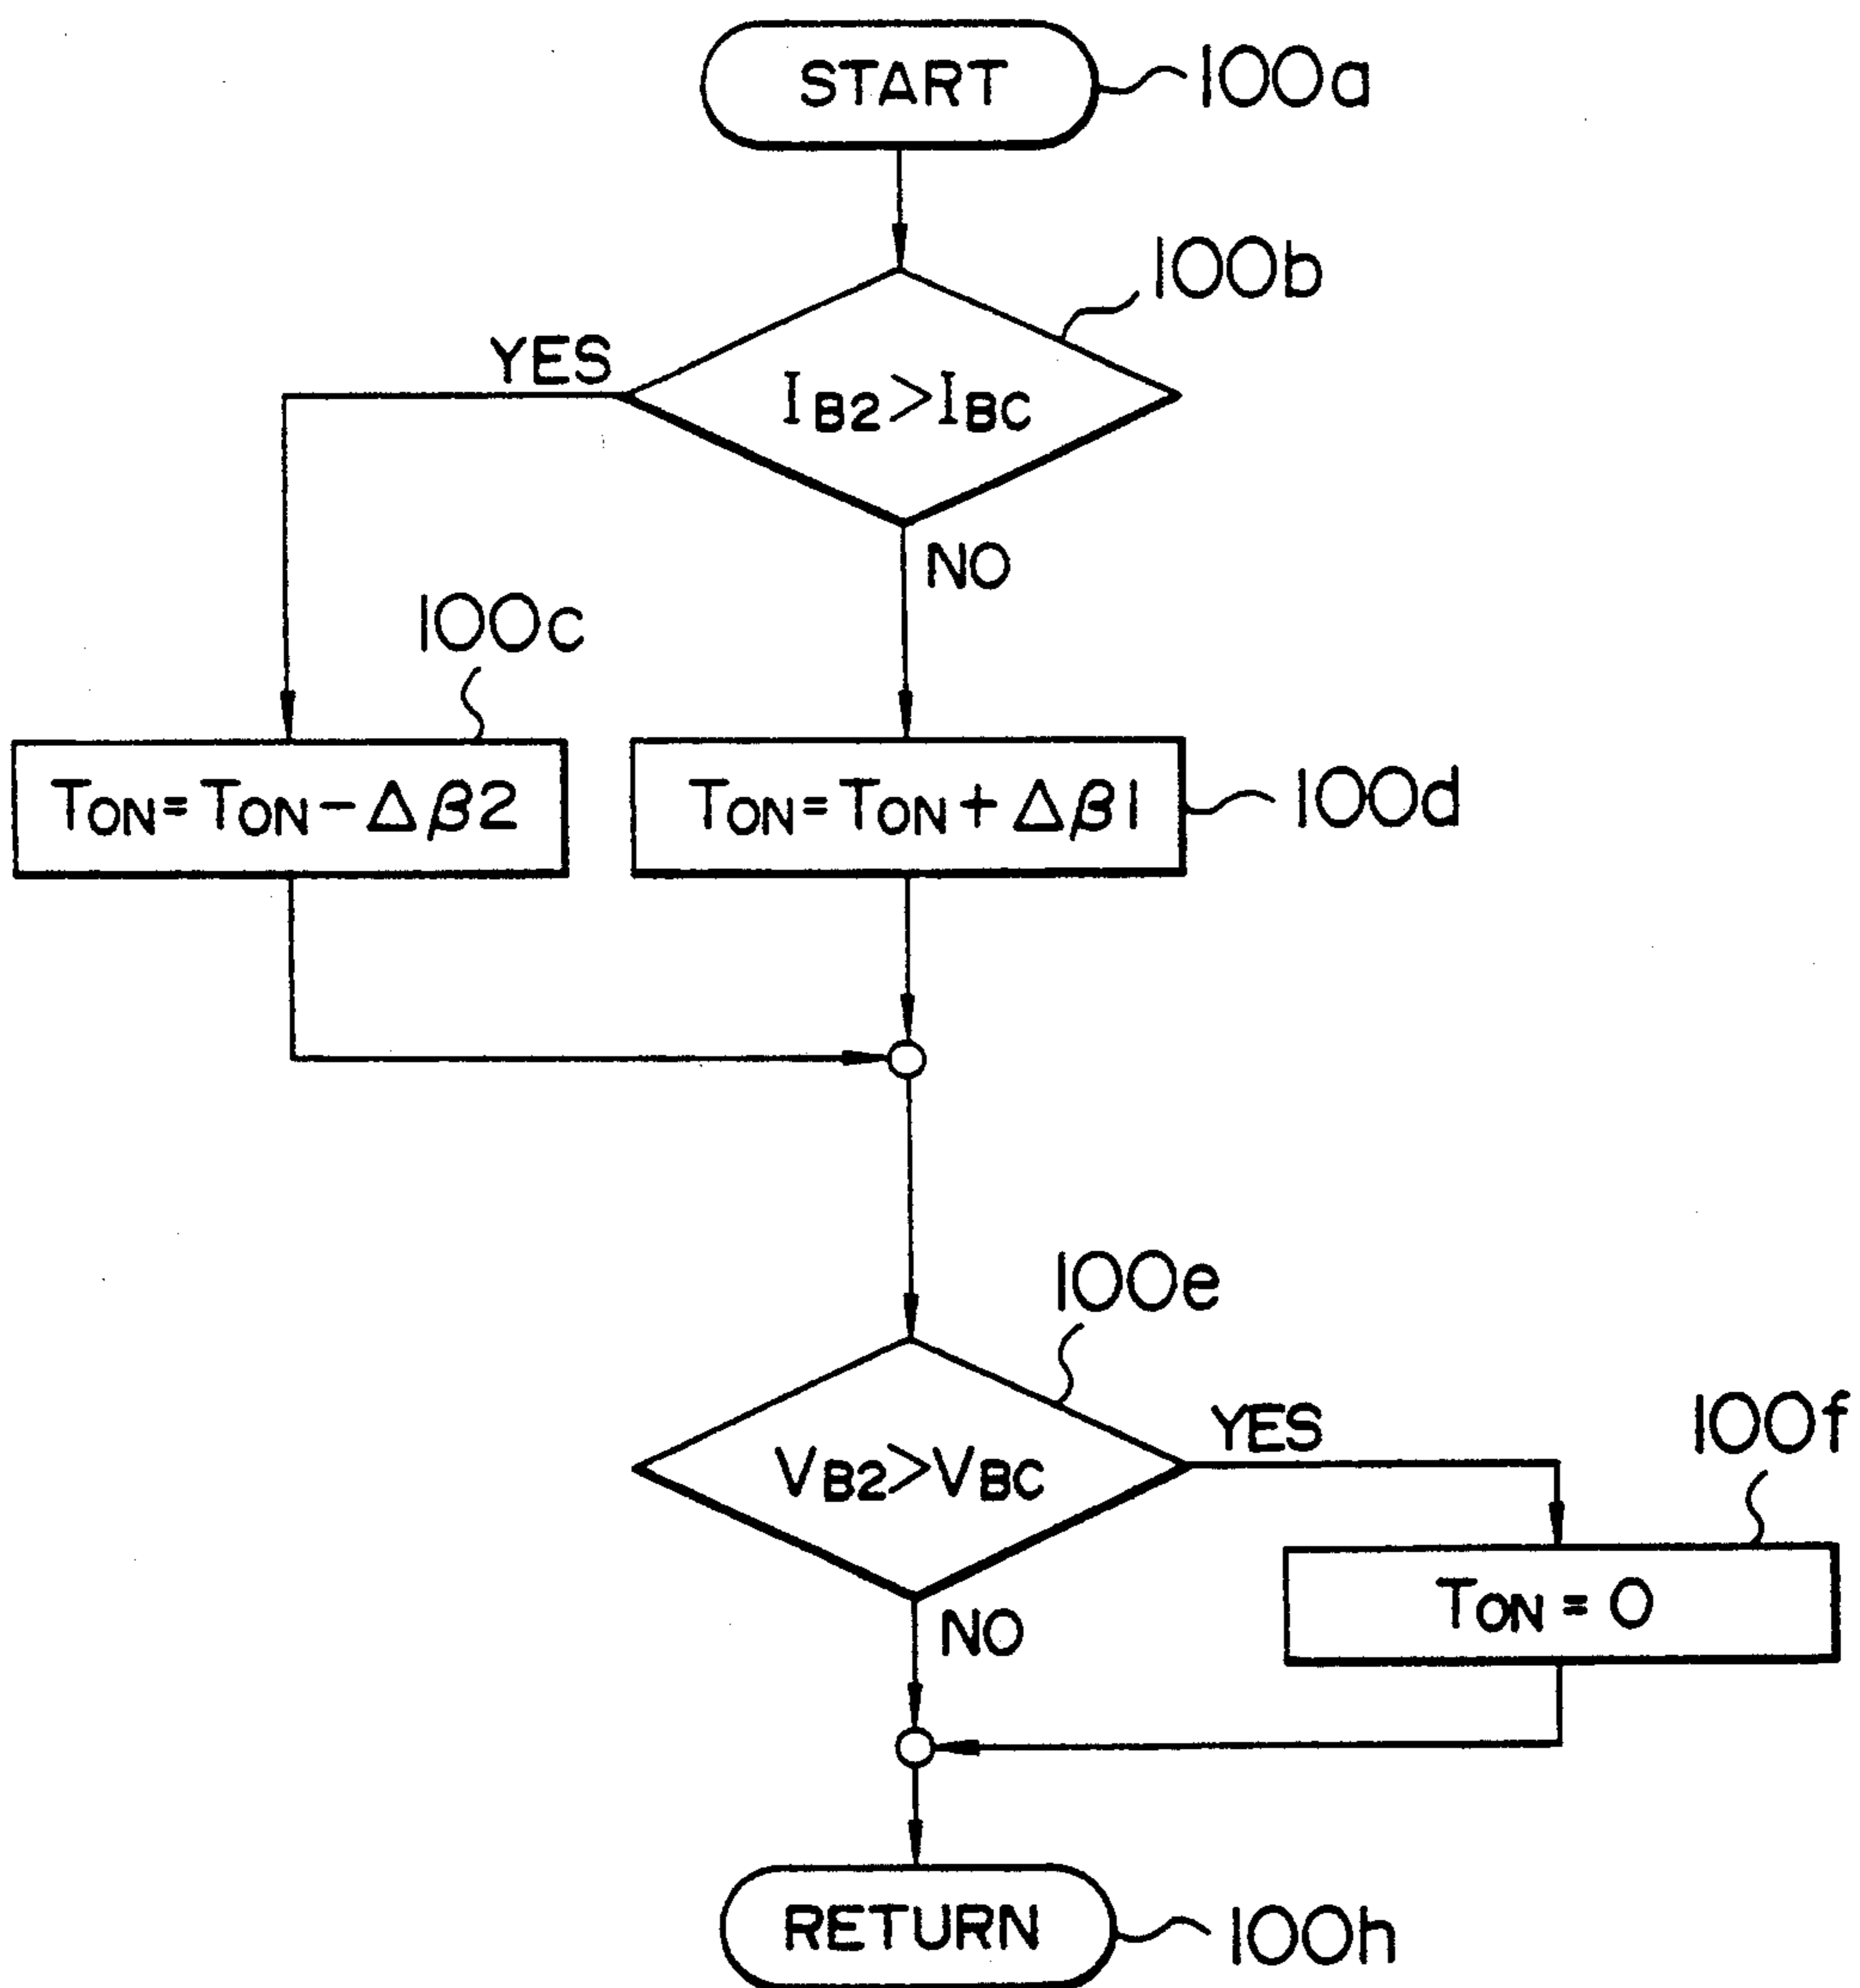 START
100a
100b
YES
IB2>IBC
NO
100c
TON=TON-Δβ2
TON=TON+Δβ1
100d
100e
VB2>VBC
YES
100f
TON=0
NO
RETURN
100h